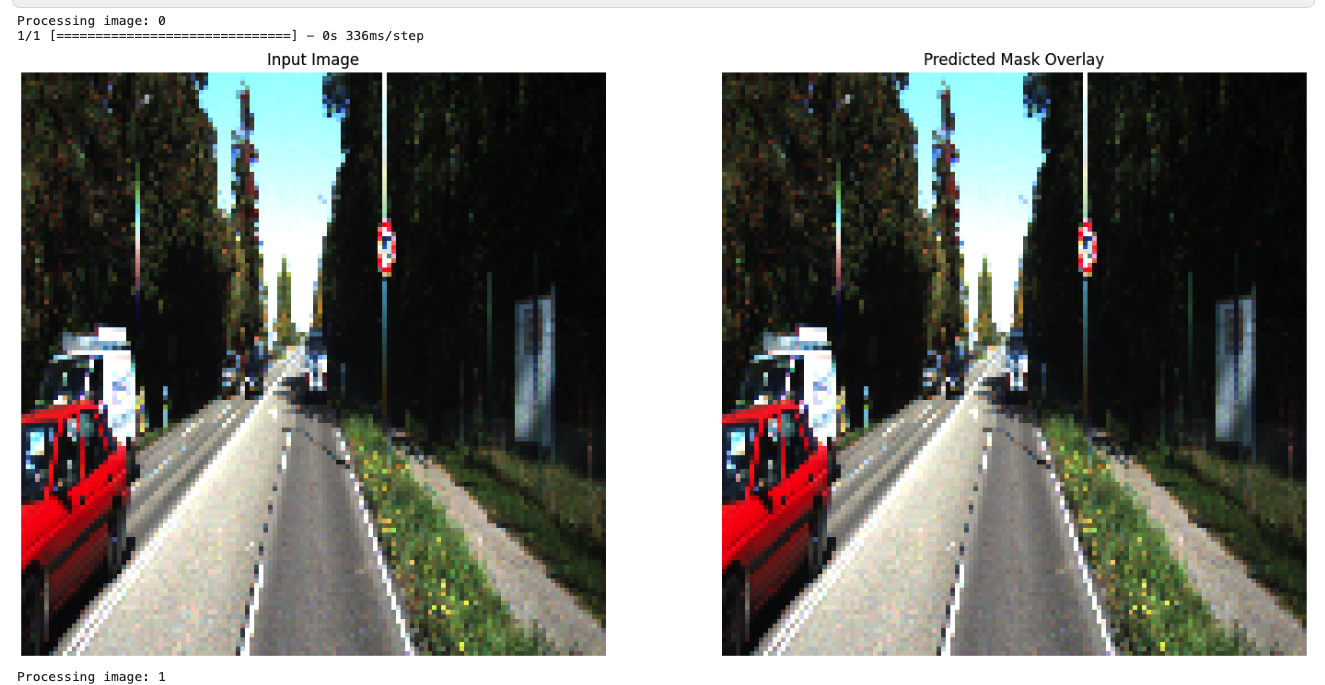 Processing image: 0
1/1 [==============================] - 0s 336ms/step
Input Image
Predicted Mask Overlay
Processing image: 1